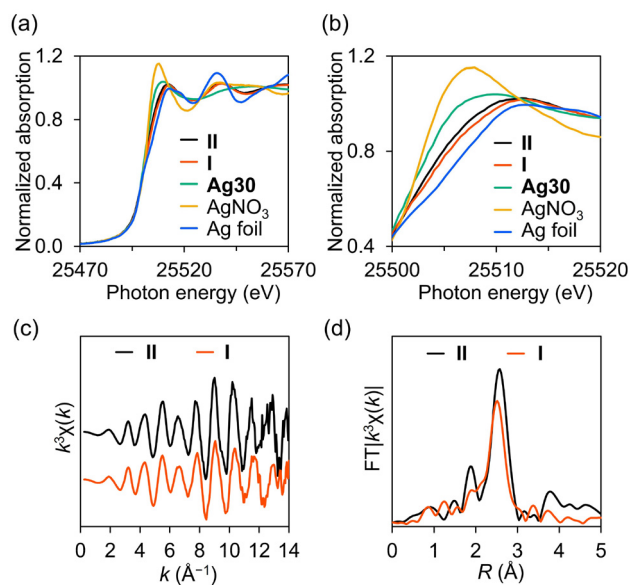 (a)
Normalized absorption
1.2
0.8
0.4
0.0
II
I
Ag30
AgNO₃
Ag foil
25470
25520
25570
Photon energy (eV)
(b)
Normalized absorption
1.2
0.8
0.4
II
I
Ag30
AgNO₃
Ag foil
25500
25510
25520
Photon energy (eV)
(c)
II I
k³χ(k)
0 2 4 6 8 10 12 14
k (Å⁻¹)
(d)
II I
FT|k³χ(k)|
0 1 2 3 4 5
R (Å)